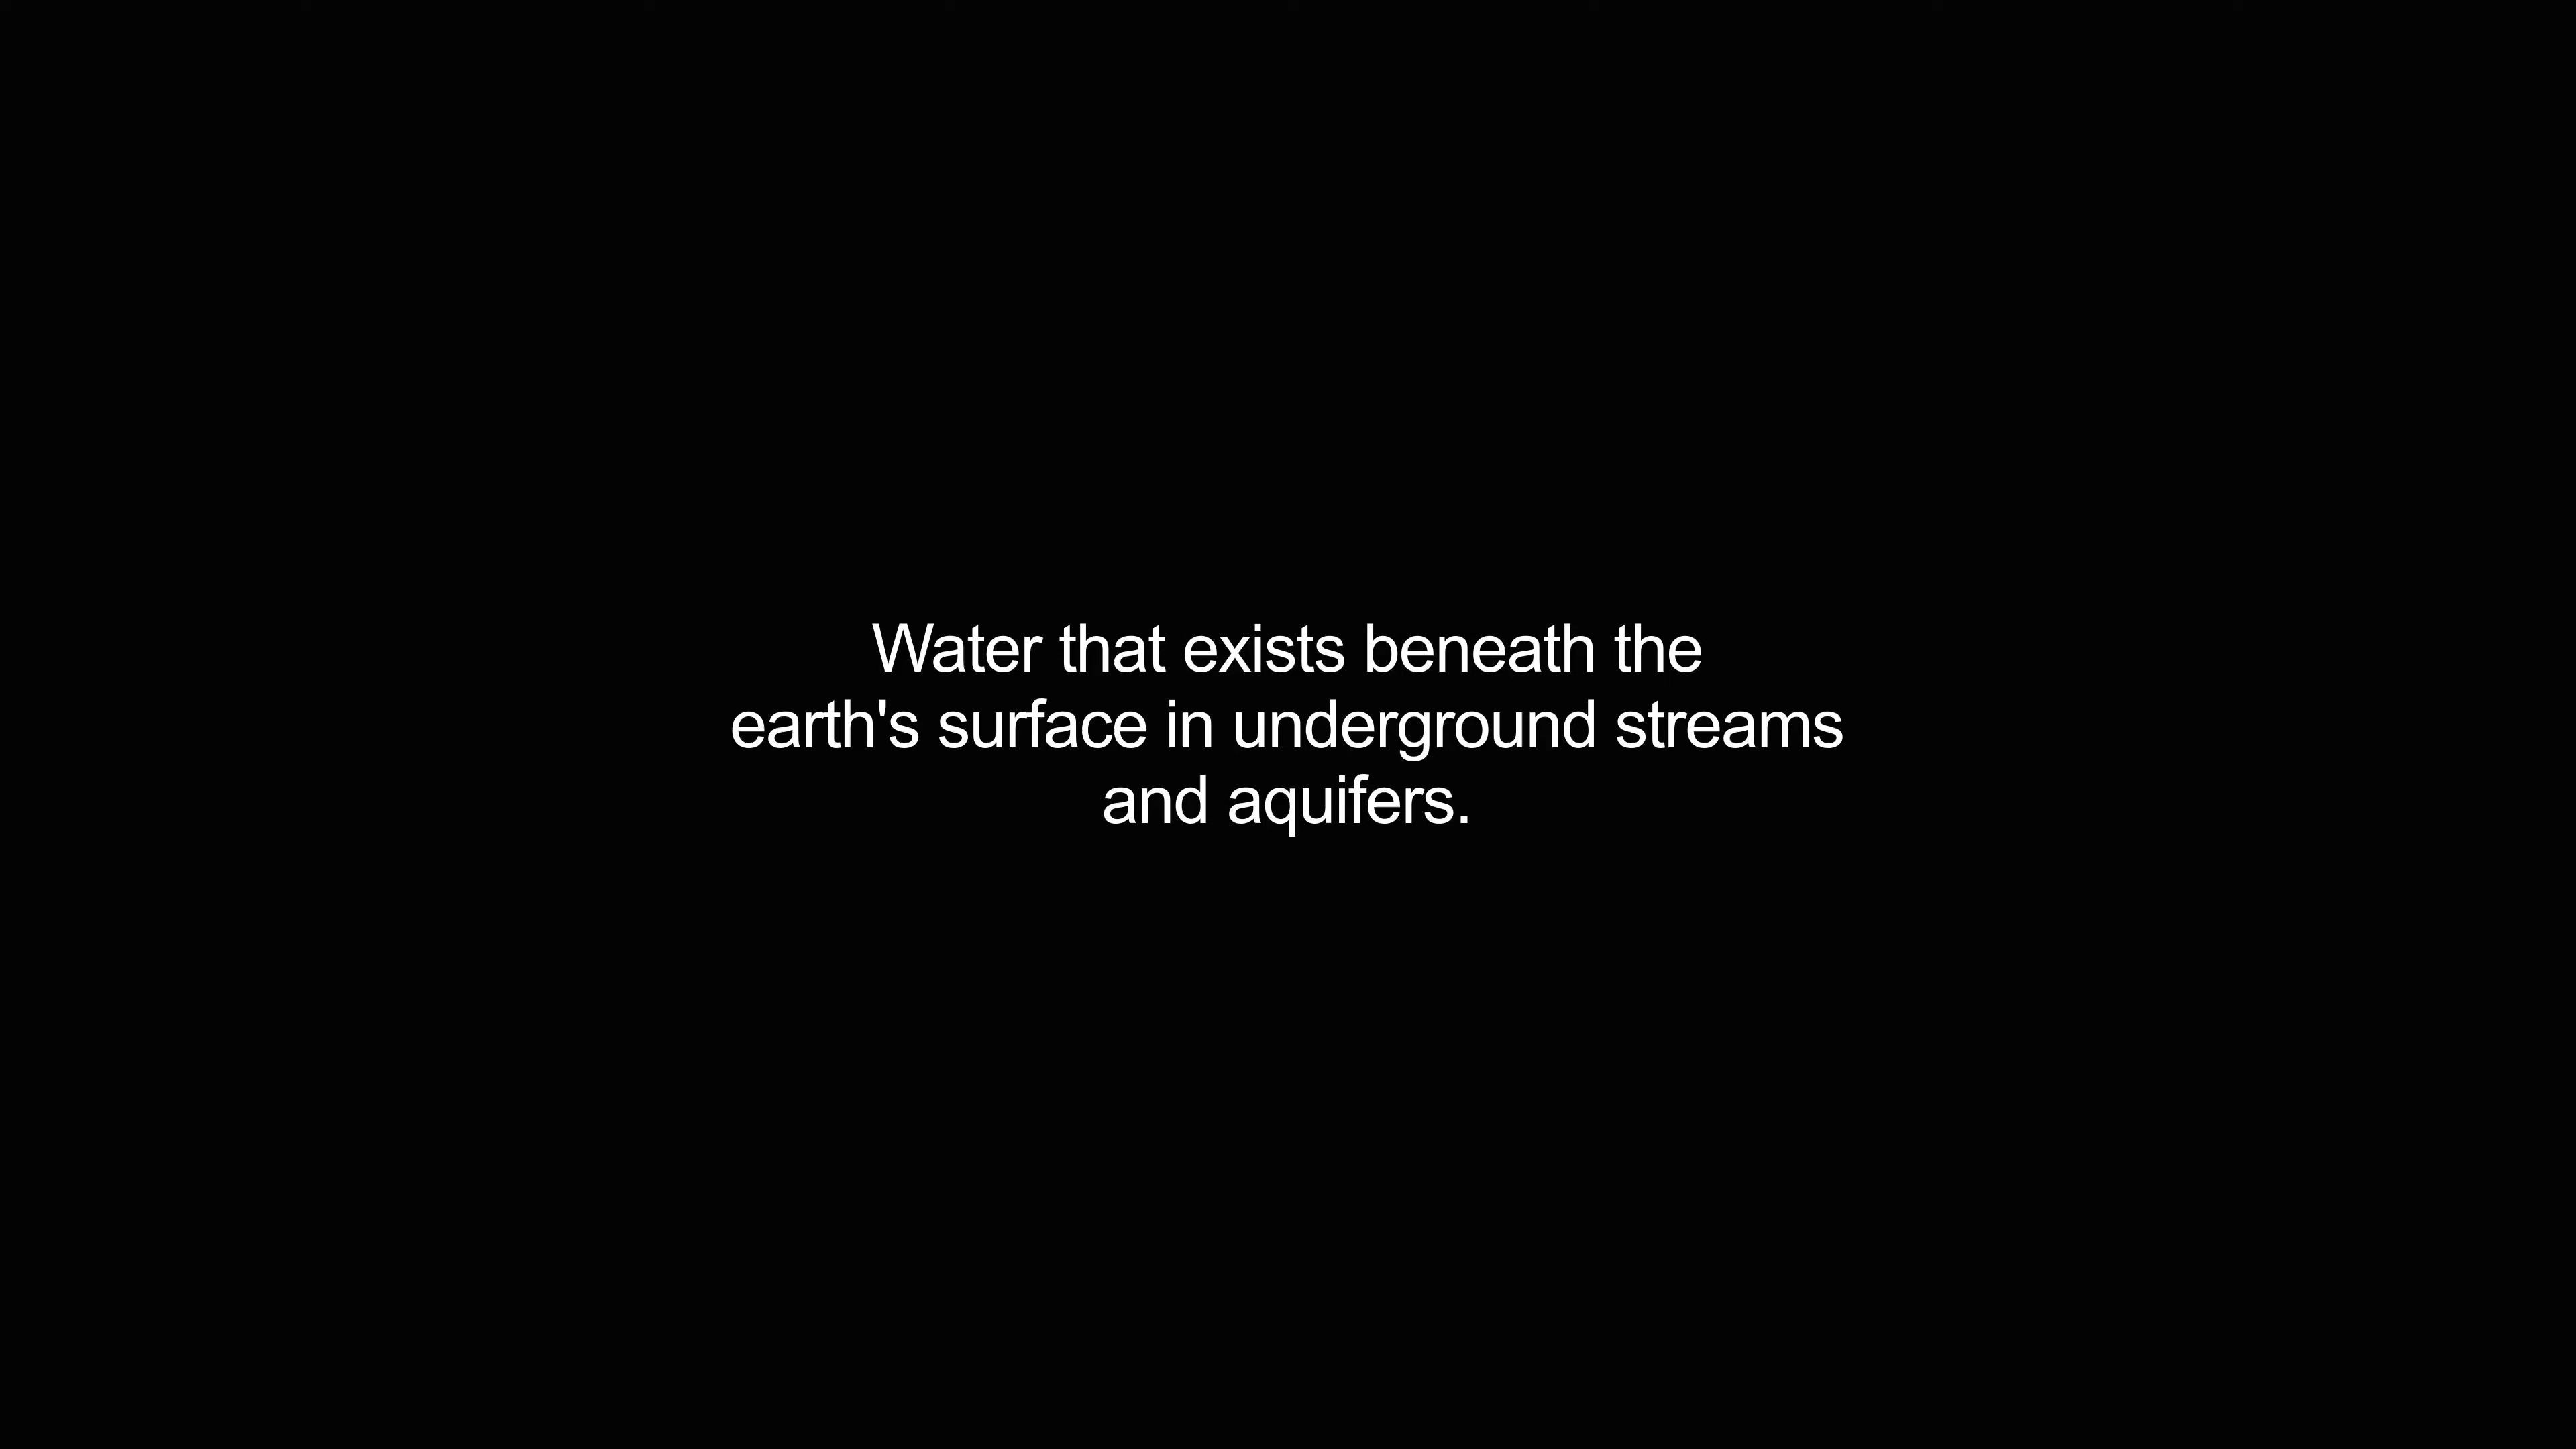 Water that exists beneath the
earth's surface in underground streams
and aquifers.